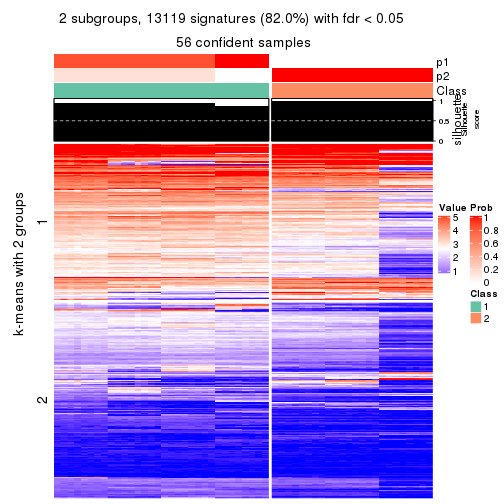 2 subgroups, 13119 signatures (82.0%) with fdr < 0.05
56 confident samples
p1
p2
Class
1
0.5
0
silhouette
Silhouette
score
k-means with 2 groups
1
2
Value
5
4
3
2
1
Prob
1
0.8
0.6
0.4
0.2
0
Class
1
2